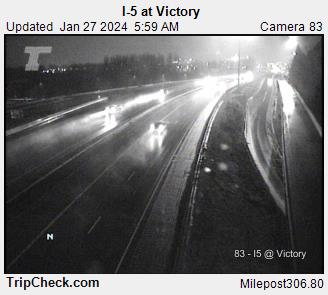 I-5 at Victory
Updated Jan 27 2024 5:59 AM Camera 83
N
83 - I5 @ Victory
TripCheck.com Milepost306.80